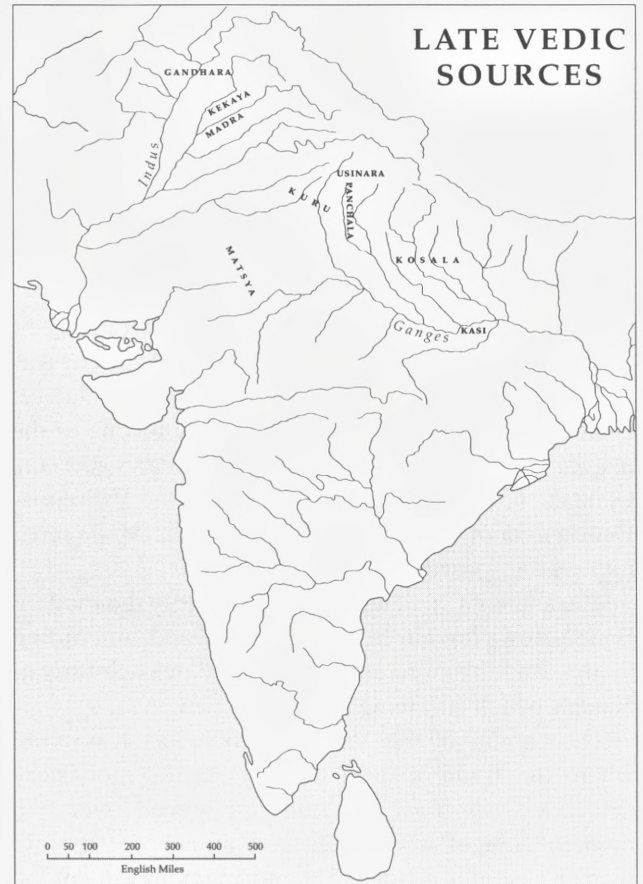 LATE VEDIC
SOURCES
GANDHARA
KEKAYA
MADRA
Indus
USINARA
KURU
PANCHALA
KOSALA
MATSYA
Ganges
KASI
0 50 100 200 300 400 500
English Miles